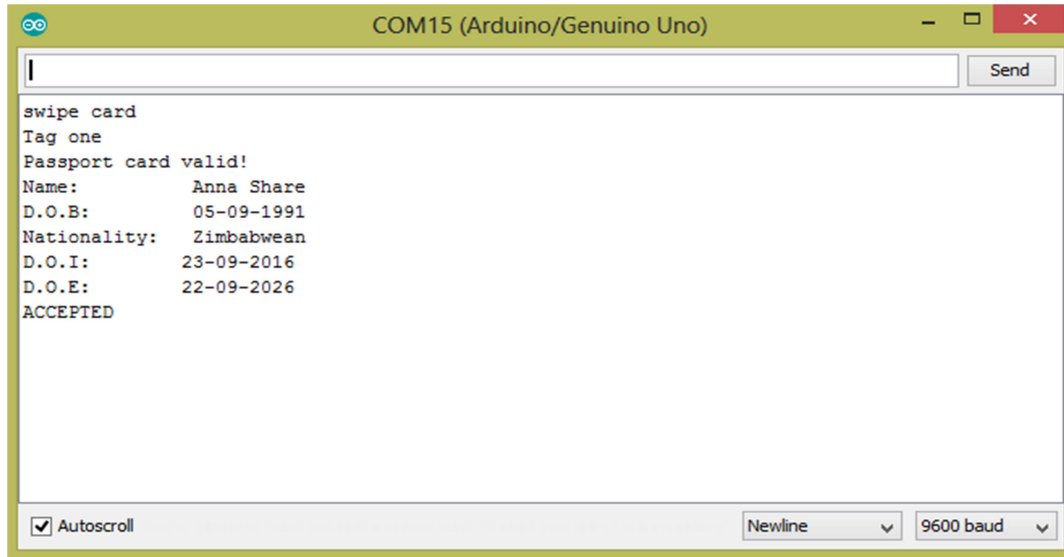 COM15 (Arduino/Genuino Uno)
Send
swipe card
Tag one
Passport card valid!
Name: Anna Share
D.O.B: 05-09-1991
Nationality: Zimbabwean
D.O.I: 23-09-2016
D.O.E: 22-09-2026
ACCEPTED
Autoscroll Newline 9600 baud